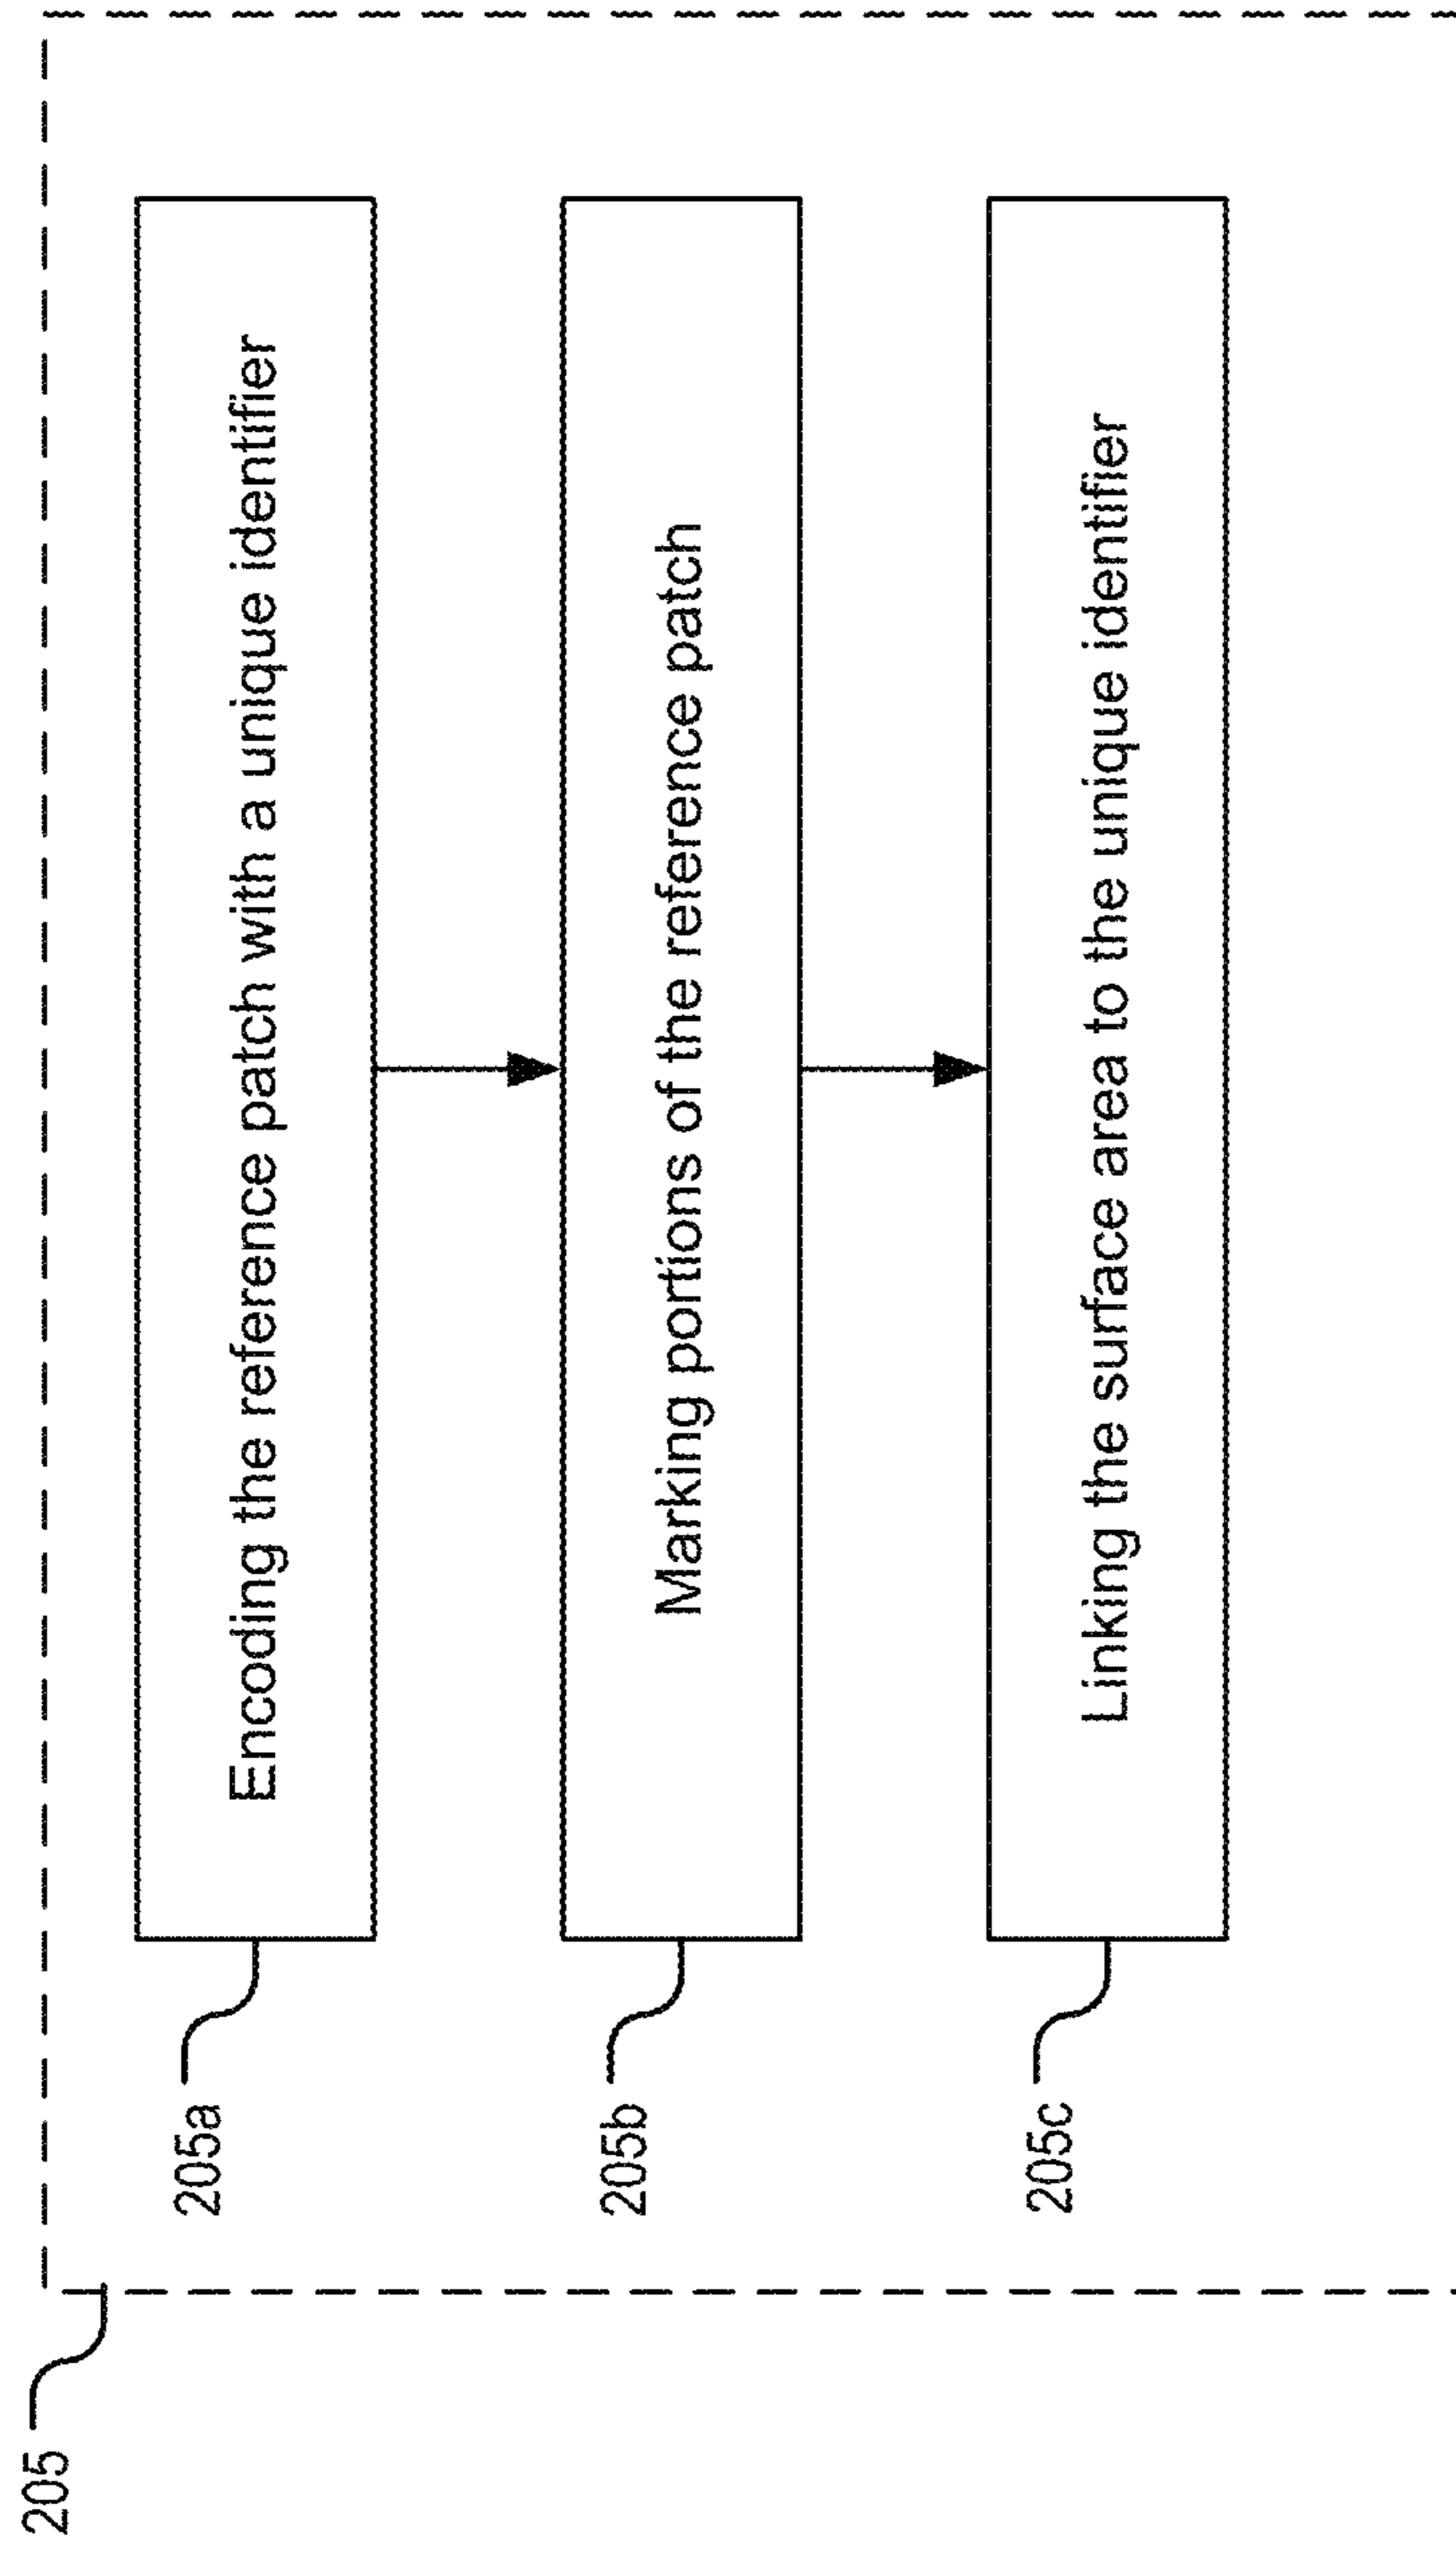 205
205a
Encoding the reference patch with a unique identifier
205b
Marking portions of the reference patch
205c
Linking the surface area to the unique identifier